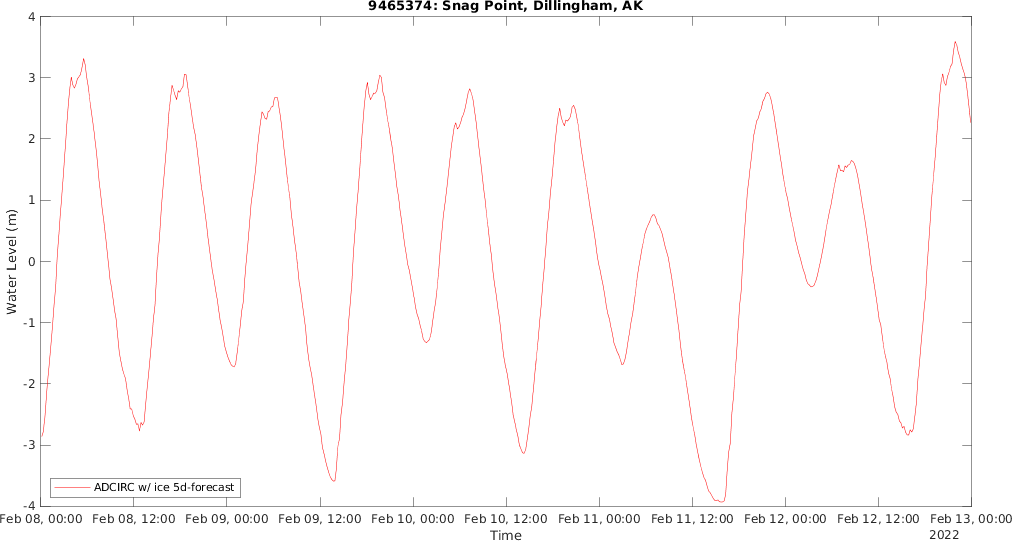 9465374: Snag Point, Dillingham, AK
Water Level (m)
4
3
2
1
0
-1
-2
-3
-4
ADCIRC w/ ice 5d-forecast
Feb 08, 00:00 Feb 08, 12:00 Feb 09, 00:00 Feb 09, 12:00 Feb 10, 00:00 Feb 10, 12:00 Feb 11, 00:00 Feb 11, 12:00 Feb 12, 00:00 Feb 12, 12:00 Feb 13, 00:00
Time
2022